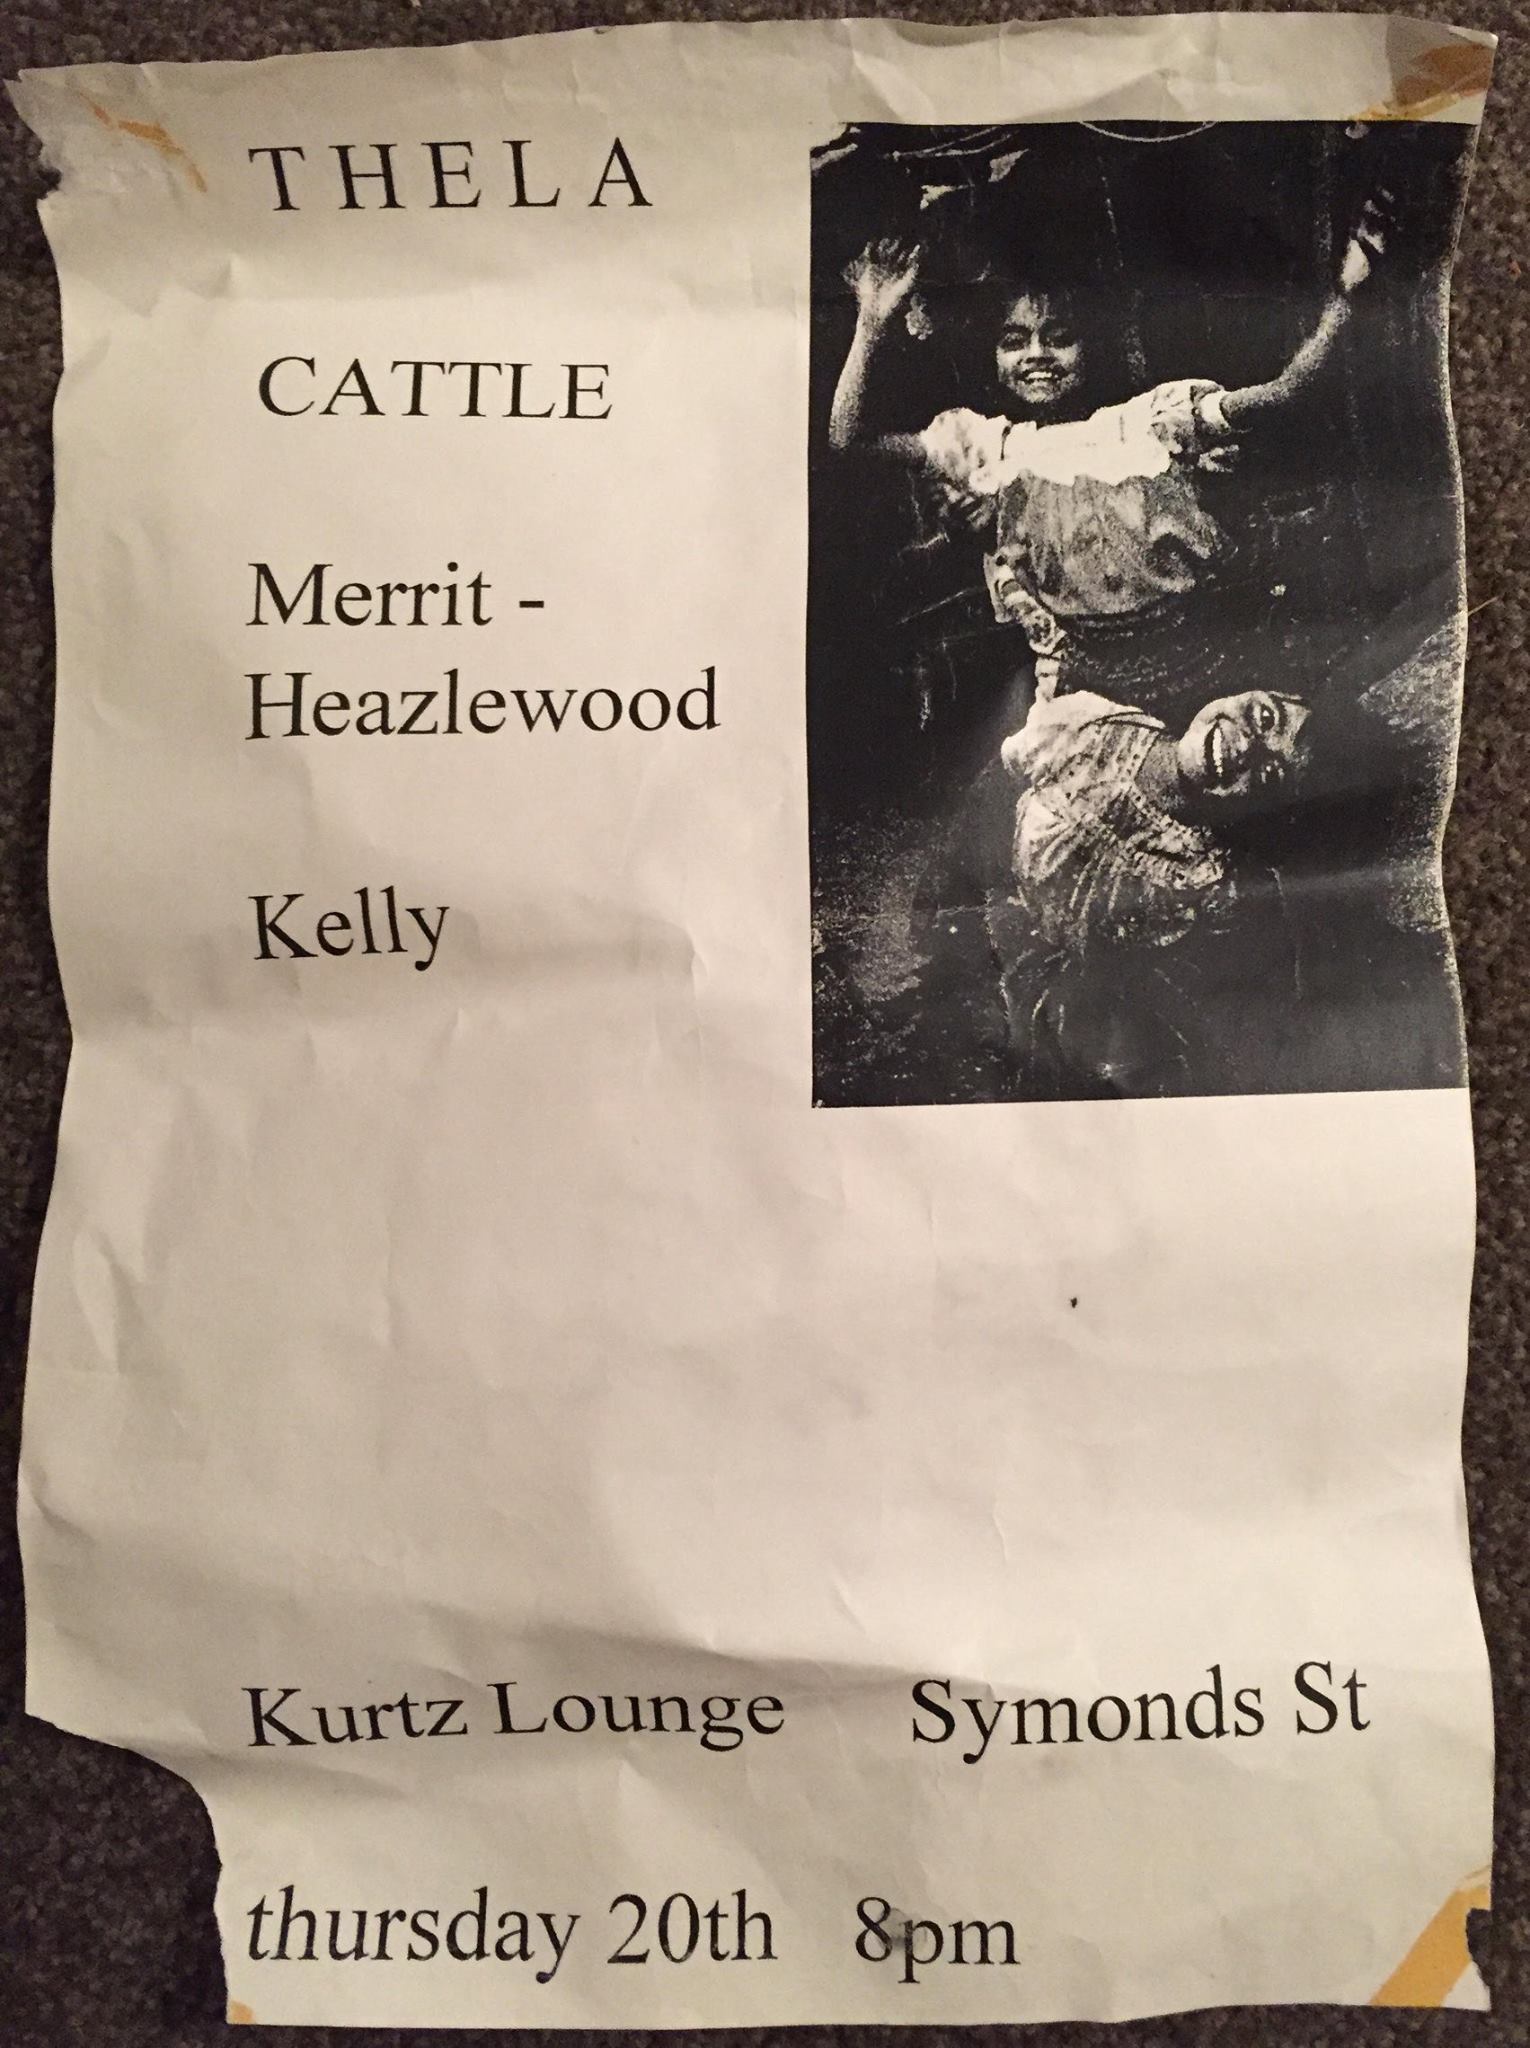 THELA
CATTLE
Merrit -
Heazlewood
Kelly
Kurtz Lounge Symonds St
thursday 20th 8pm